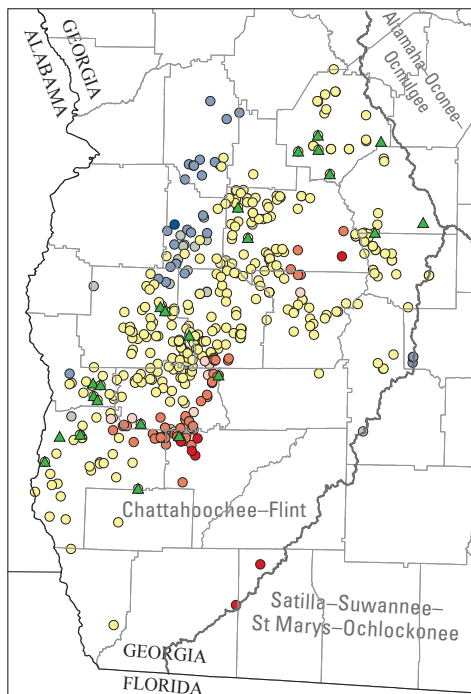 GEORGIA
ALABAMA
Altamaha–Oconee–
Ocmulgee
Chattahoochee–Flint
Satilla–Suwannee–
St Marys–Ochlockonee
GEORGIA
FLORIDA